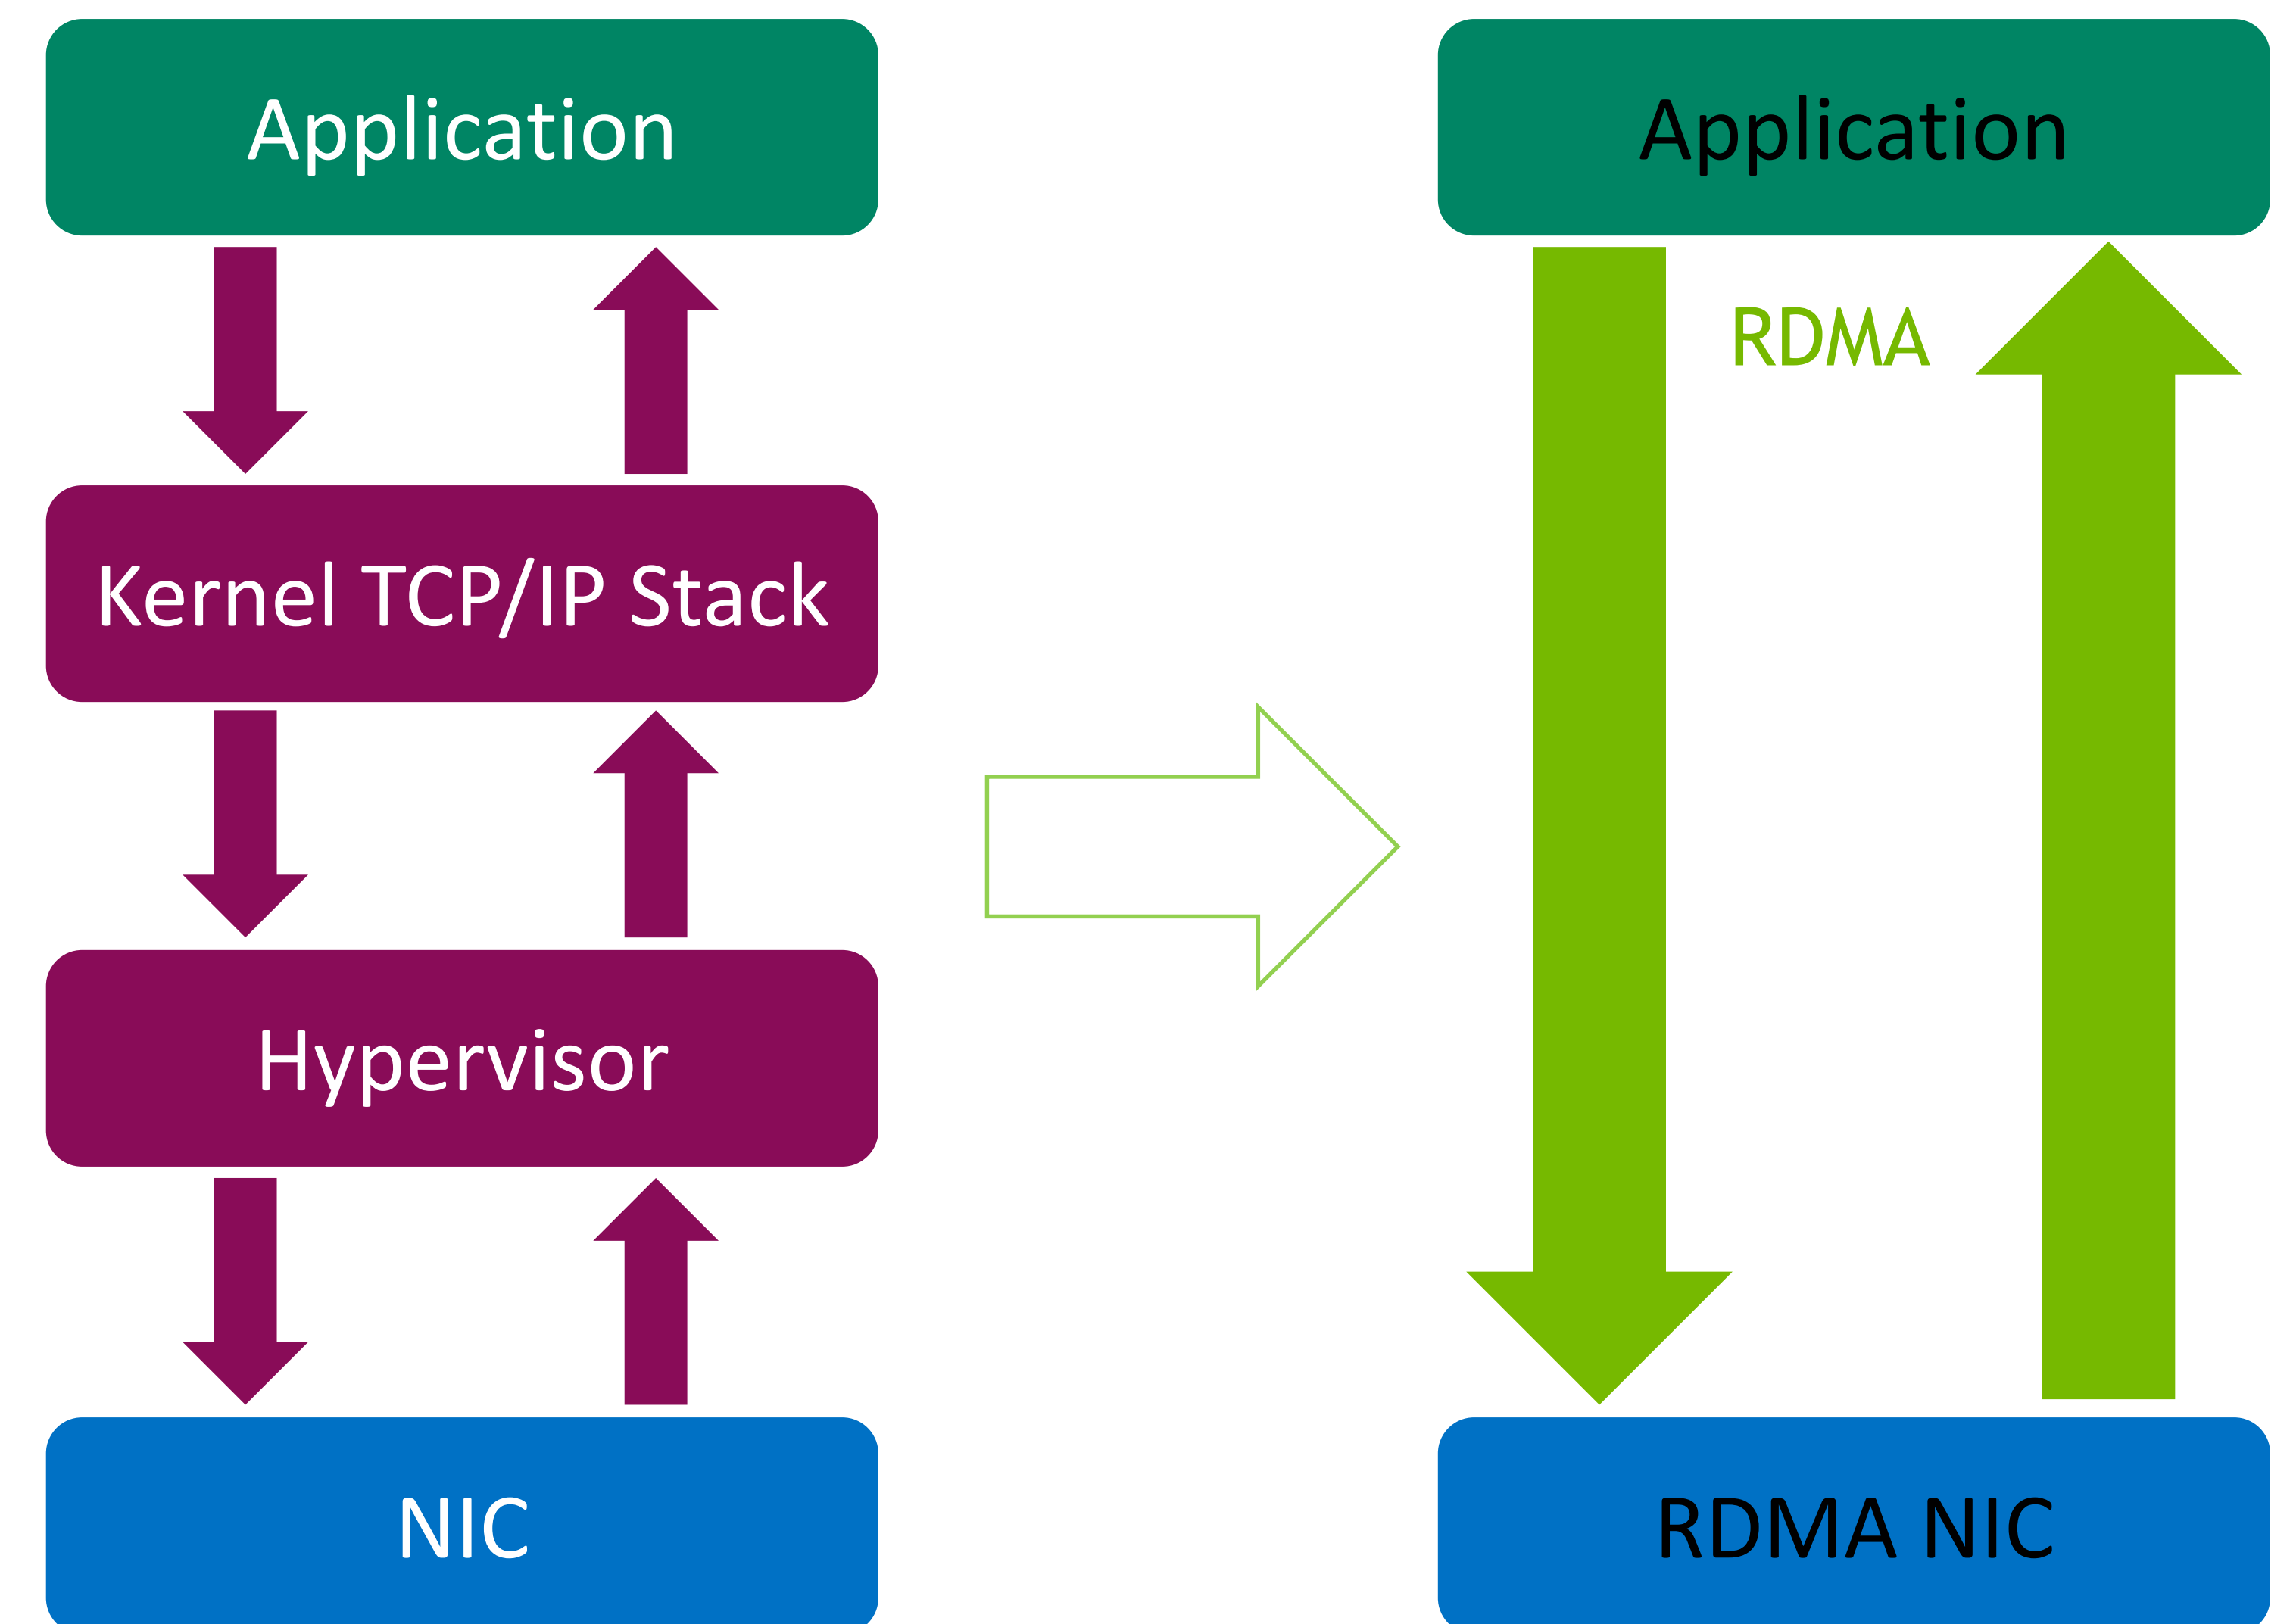 Application
Kernel TCP/IP Stack
Hypervisor
NIC
Application
RDMA
RDMA NIC